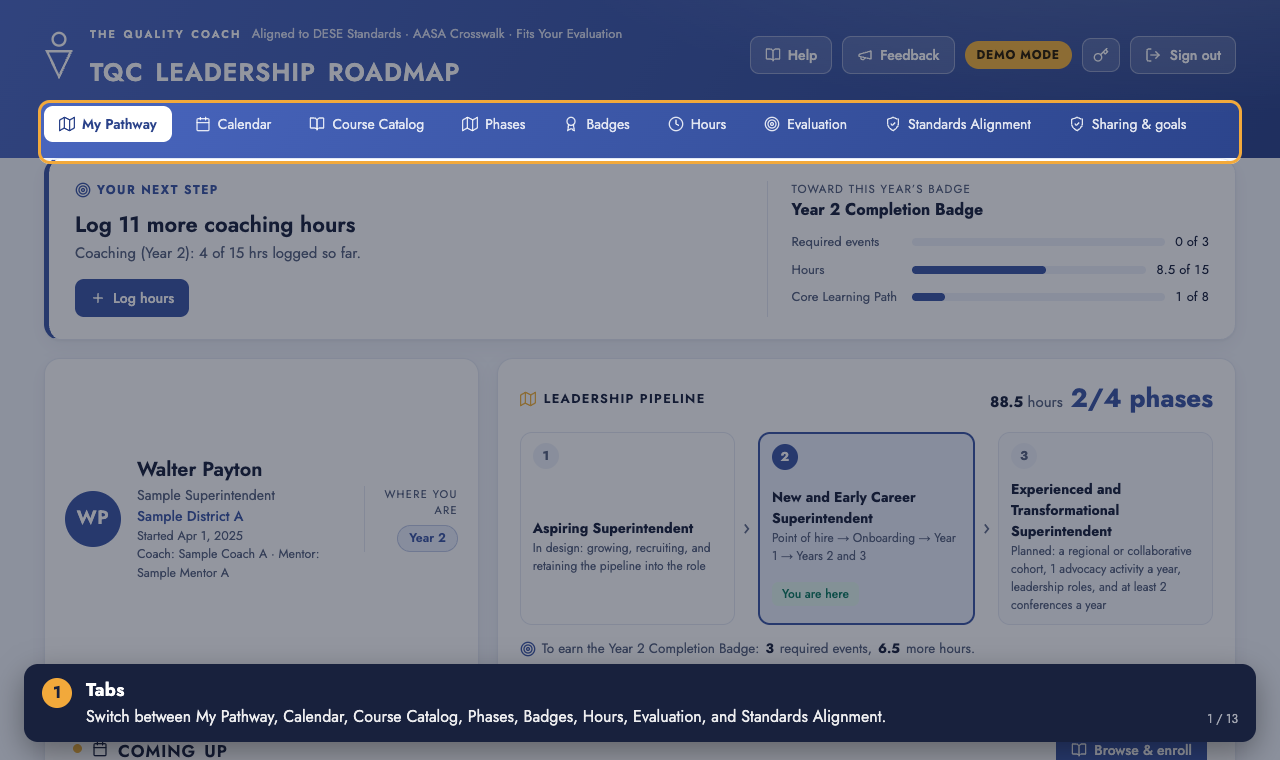 THE QUALITY COACH Aligned to DESE Standards · AASA Crosswalk · Fits Your Evaluation
TQC LEADERSHIP ROADMAP
Help
Feedback
DEMO MODE
Sign out
My Pathway
Calendar
Course Catalog
Phases
Badges
Hours
Evaluation
Standards Alignment
Sharing & goals
YOUR NEXT STEP
Log 11 more coaching hours
Coaching (Year 2): 4 of 15 hrs logged so far.
+ Log hours
TOWARD THIS YEAR'S BADGE
Year 2 Completion Badge
Required events 0 of 3
Hours 8.5 of 15
Core Learning Path 1 of 8
WP
Walter Payton
Sample Superintendent
Sample District A
Started Apr 1, 2025
Coach: Sample Coach A · Mentor:
Sample Mentor A
WHERE YOU
ARE
Year 2
LEADERSHIP PIPELINE
88.5 hours 2/4 phases
1
Aspiring Superintendent
In design: growing, recruiting, and
retaining the pipeline into the role
2
New and Early Career
Superintendent
Point of hire → Onboarding → Year
1 → Years 2 and 3
You are here
3
Experienced and
Transformational
Superintendent
Planned: a regional or collaborative
cohort, 1 advocacy activity a year,
leadership roles, and at least 2
conferences a year
To earn the Year 2 Completion Badge: 3 required events, 6.5 more hours.
1
Tabs
Switch between My Pathway, Calendar, Course Catalog, Phases, Badges, Hours, Evaluation, and Standards Alignment.
1 / 13
COMING UP
Browse & enroll